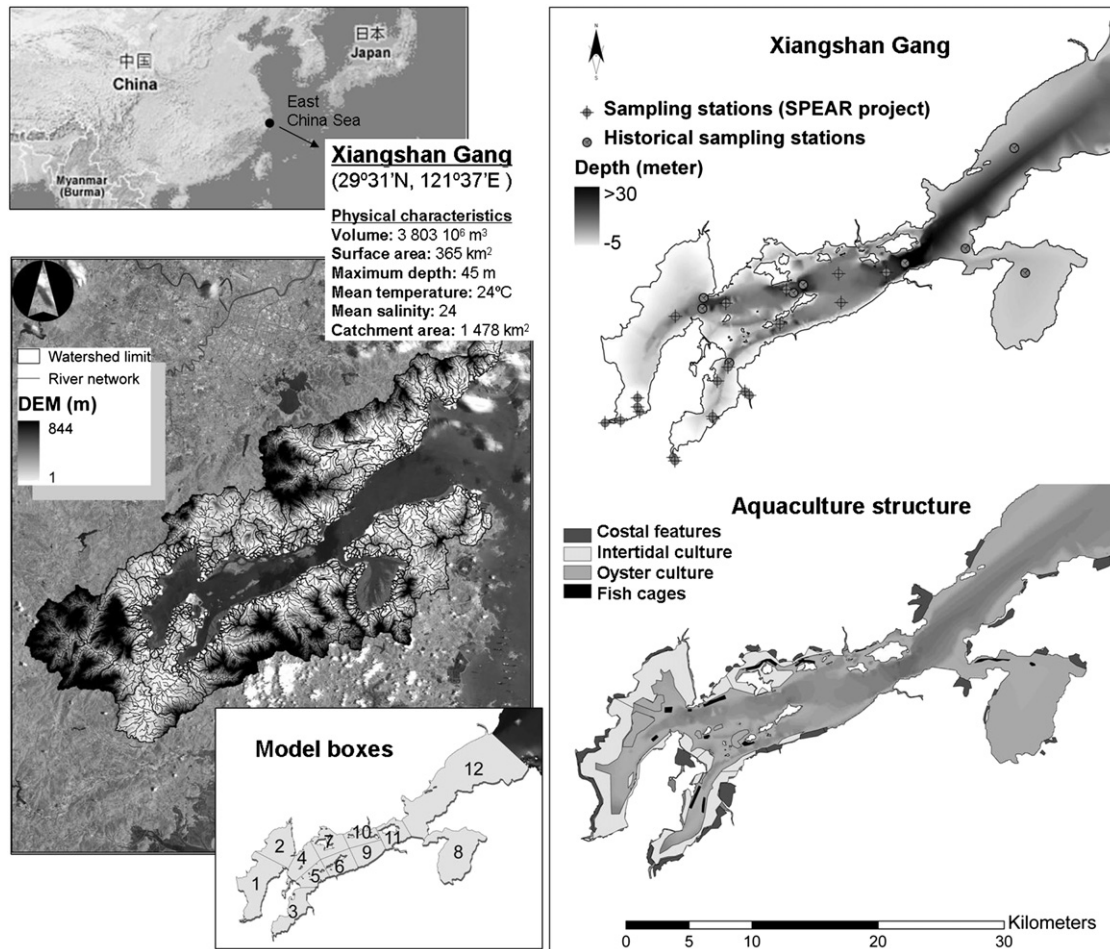 中国
China
日本
Japan
East
China Sea
Myanmar
(Burma)
Xiangshan Gang
(29º31'N, 121º37'E )
Physical characteristics
Volume: 3 803 10⁶ m³
Surface area: 365 km²
Maximum depth: 45 m
Mean temperature: 24ºC
Mean salinity: 24
Catchment area: 1 478 km²
Watershed limit
River network
DEM (m)
844
1
Model boxes
12
10
7
11
2
4
9
8
6
5
1
3
N
S
Xiangshan Gang
Sampling stations (SPEAR project)
Historical sampling stations
Depth (meter)
>30
-5
Aquaculture structure
Costal features
Intertidal culture
Oyster culture
Fish cages
Kilometers
0 5 10 20 30